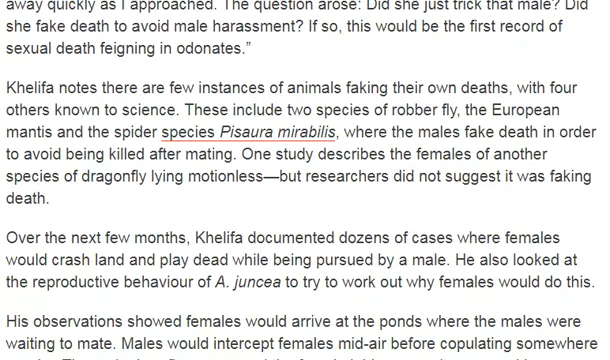 away quickly as I approached. The question arose: Did she just trick that male? Did
she fake death to avoid male harassment? If so, this would be the first record of
sexual death feigning in odonates.”
Khelifa notes there are few instances of animals faking their own deaths, with four
others known to science. These include two species of robber fly, the European
mantis and the spider species Pisaura mirabilis, where the males fake death in order
to avoid being killed after mating. One study describes the females of another
species of dragonfly lying motionless—but researchers did not suggest it was faking
death.
Over the next few months, Khelifa documented dozens of cases where females
would crash land and play dead while being pursued by a male. He also looked at
the reproductive behaviour of A. juncea to try to work out why females would do this.
His observations showed females would arrive at the ponds where the males were
waiting to mate. Males would intercept females mid-air before copulating somewhere